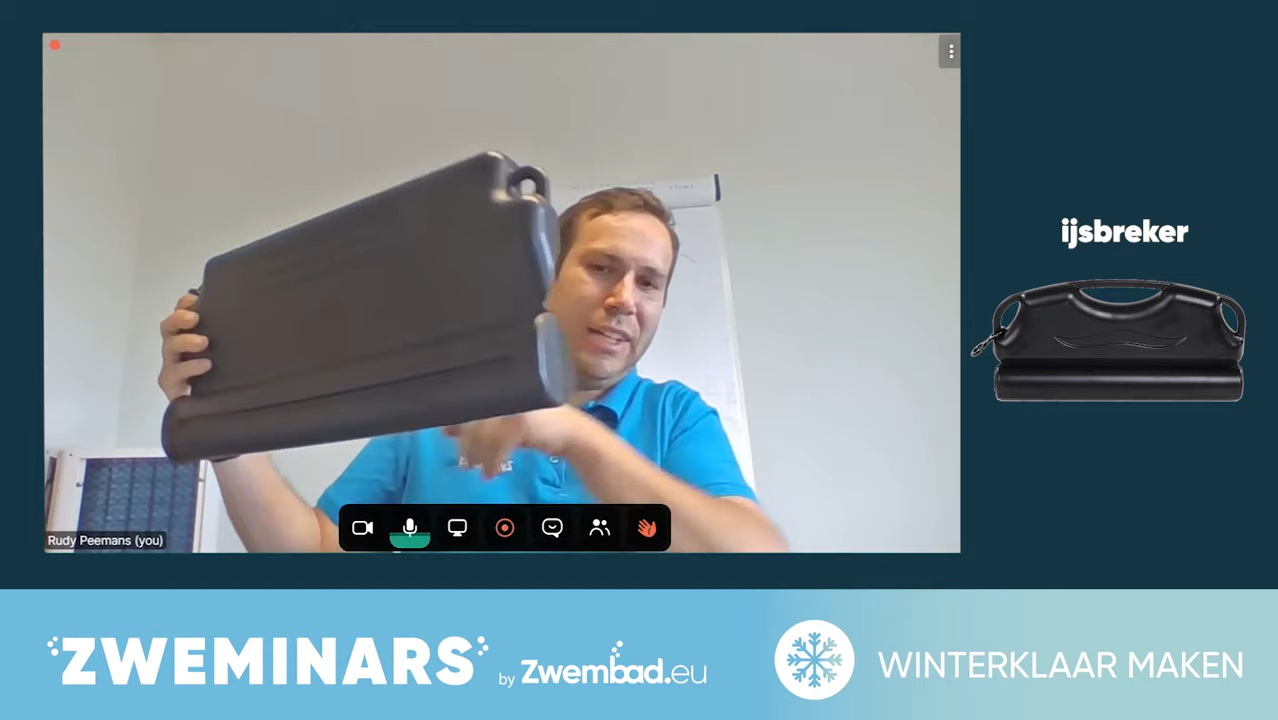 ijsbreker
Rudy Peemans (you)
ZWEMINARS by Zwembad.eu
WINTERKLAAR MAKEN